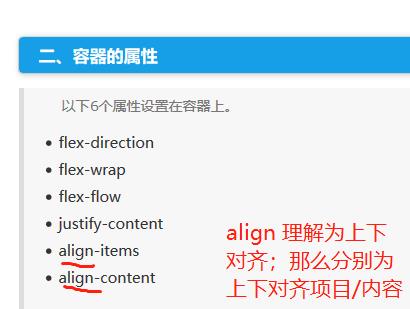 二、容器的属性
以下6个属性设置在容器上。
• flex-direction
• flex-wrap
• flex-flow
• justify-content
• align-items
• align-content
align 理解为上下
对齐；那么分别为
上下对齐项目/内容